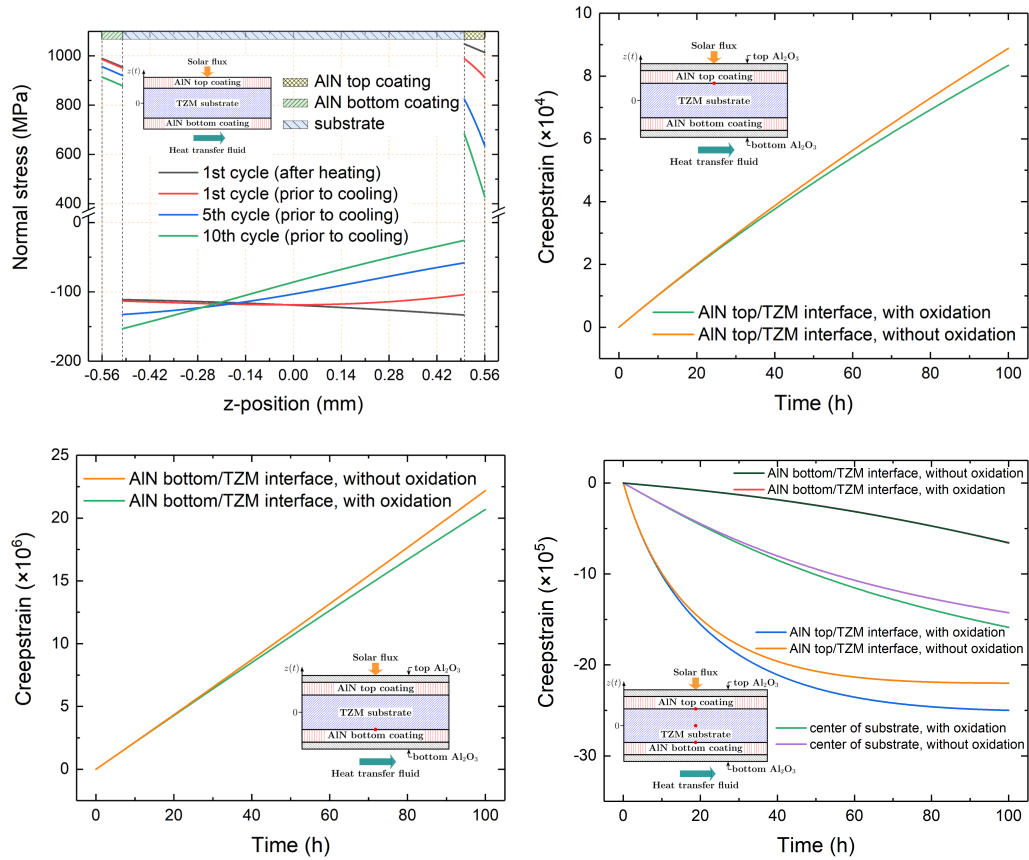 1000
800
600
400
0
-100
-200
Normal stress (MPa)
-0.56
-0.42
-0.28
-0.14
0.00
0.14
0.28
0.42
0.56
z-position (mm)
Solar flux
z(t)
AlN top coating
0
TZM substrate
AlN bottom coating
Heat transfer fluid
AlN top coating
AlN bottom coating
substrate
1st cycle (after heating)
1st cycle (prior to cooling)
5th cycle (prior to cooling)
10th cycle (prior to cooling)
10
8
6
4
2
0
Creepstrain (×10⁴)
0
20
40
60
80
100
Time (h)
Solar flux
z(t)
top Al₂O₃
AlN top coating
0
TZM substrate
AlN bottom coating
bottom Al₂O₃
Heat transfer fluid
AlN top/TZM interface, with oxidation
AlN top/TZM interface, without oxidation
25
20
15
10
5
0
Creepstrain (×10⁶)
0
20
40
60
80
100
Time (h)
AlN bottom/TZM interface, without oxidation
AlN bottom/TZM interface, with oxidation
Solar flux
z(t)
top Al₂O₃
AlN top coating
0
TZM substrate
AlN bottom coating
bottom Al₂O₃
Heat transfer fluid
0
-10
-20
-30
Creepstrain (×10⁵)
0
20
40
60
80
100
Time (h)
AlN bottom/TZM interface, without oxidation
AlN bottom/TZM interface, with oxidation
AlN top/TZM interface, with oxidation
AlN top/TZM interface, without oxidation
Solar flux
z(t)
top Al₂O₃
AlN top coating
0
TZM substrate
AlN bottom coating
bottom Al₂O₃
Heat transfer fluid
center of substrate, with oxidation
center of substrate, without oxidation